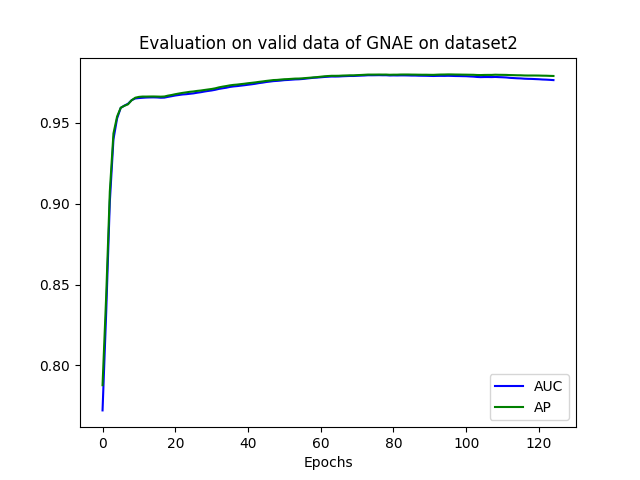 Evaluation on valid data of GNAE on dataset2
0.95
0.90
0.85
0.80
0 20 40 60 80 100 120
Epochs
AUC
AP